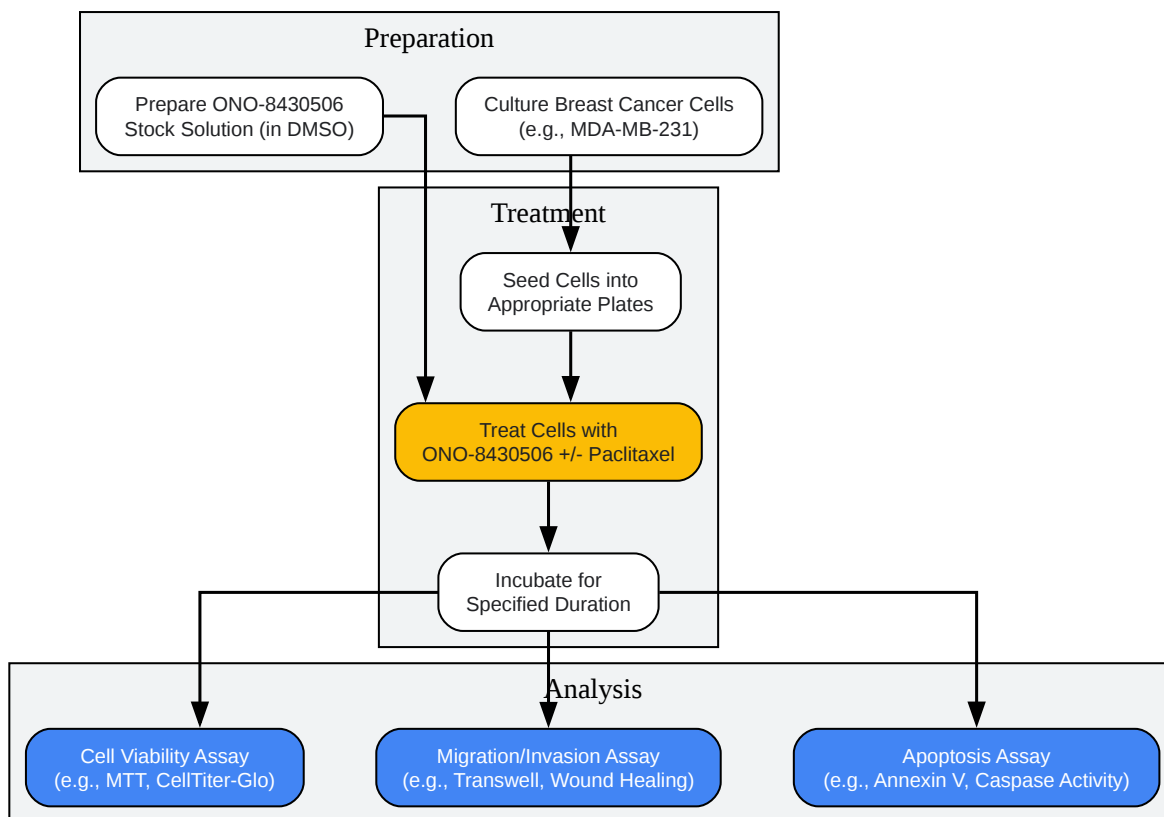 Preparation
Prepare ONO-8430506
Stock Solution (in DMSO)
Culture Breast Cancer Cells
(e.g., MDA-MB-231)
Treatment
Seed Cells into
Appropriate Plates
Treat Cells with
ONO-8430506 +/- Paclitaxel
Incubate for
Specified Duration
Analysis
Cell Viability Assay
(e.g., MTT, CellTiter-Glo)
Migration/Invasion Assay
(e.g., Transwell, Wound Healing)
Apoptosis Assay
(e.g., Annexin V, Caspase Activity)